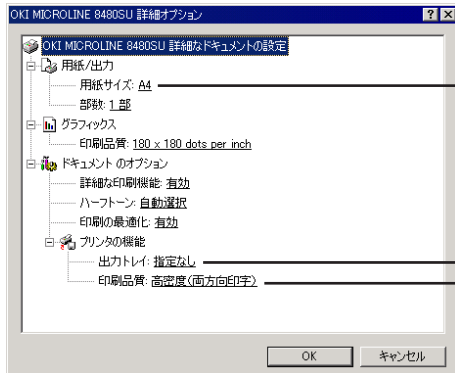 OKI MICROLINE 8480SU 詳細オプション
OKI MICROLINE 8480SU 詳細なドキュメントの設定
用紙/出力
用紙サイズ: A4
部数: 1 部
グラフィックス
印刷品質: 180 x 180 dots per inch
ドキュメント のオプション
詳細な印刷機能: 有効
ハーフトーン: 自動選択
印刷の最適化: 有効
プリンタの機能
出力トレイ: 指定なし
印刷品質: 高密度(両方向印字)
OK キャンセル